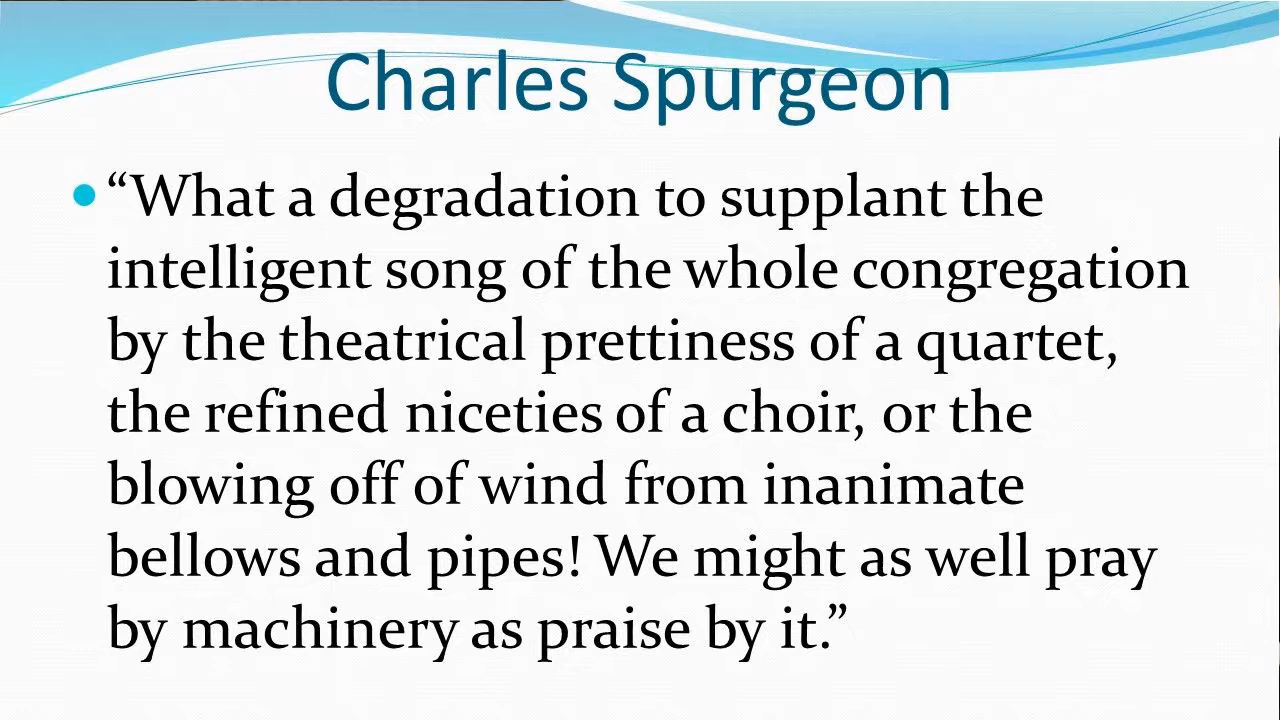 Charles Spurgeon
• “What a degradation to supplant the
intelligent song of the whole congregation
by the theatrical prettiness of a quartet,
the refined niceties of a choir, or the
blowing off of wind from inanimate
bellows and pipes! We might as well pray
by machinery as praise by it.”